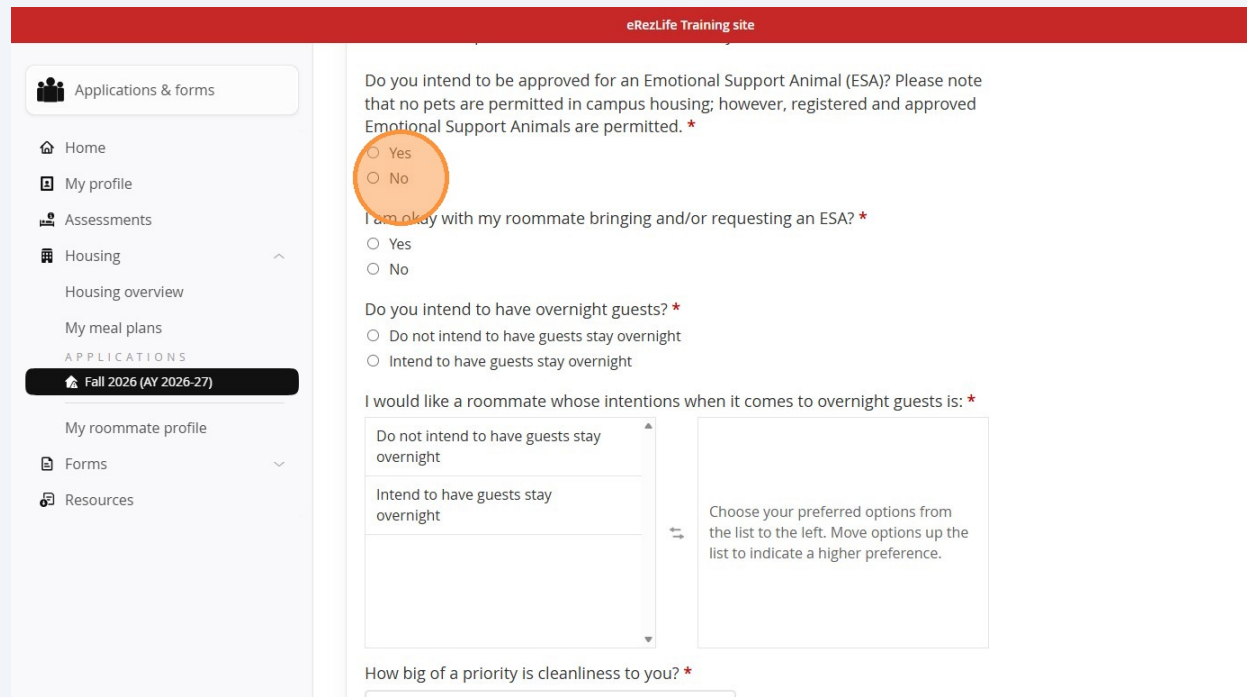 eRezLife Training site
Applications & forms
Home
My profile
Assessments
Housing
Housing overview
My meal plans
APPLICATIONS
Fall 2026 (AY 2026-27)
My roommate profile
Forms
Resources
Do you intend to be approved for an Emotional Support Animal (ESA)? Please note
that no pets are permitted in campus housing; however, registered and approved
Emotional Support Animals are permitted. *
Yes
No
I am okay with my roommate bringing and/or requesting an ESA? *
Yes
No
Do you intend to have overnight guests? *
Do not intend to have guests stay overnight
Intend to have guests stay overnight
I would like a roommate whose intentions when it comes to overnight guests is: *
Do not intend to have guests stay
overnight
Intend to have guests stay
overnight
Choose your preferred options from
the list to the left. Move options up the
list to indicate a higher preference.
How big of a priority is cleanliness to you? *